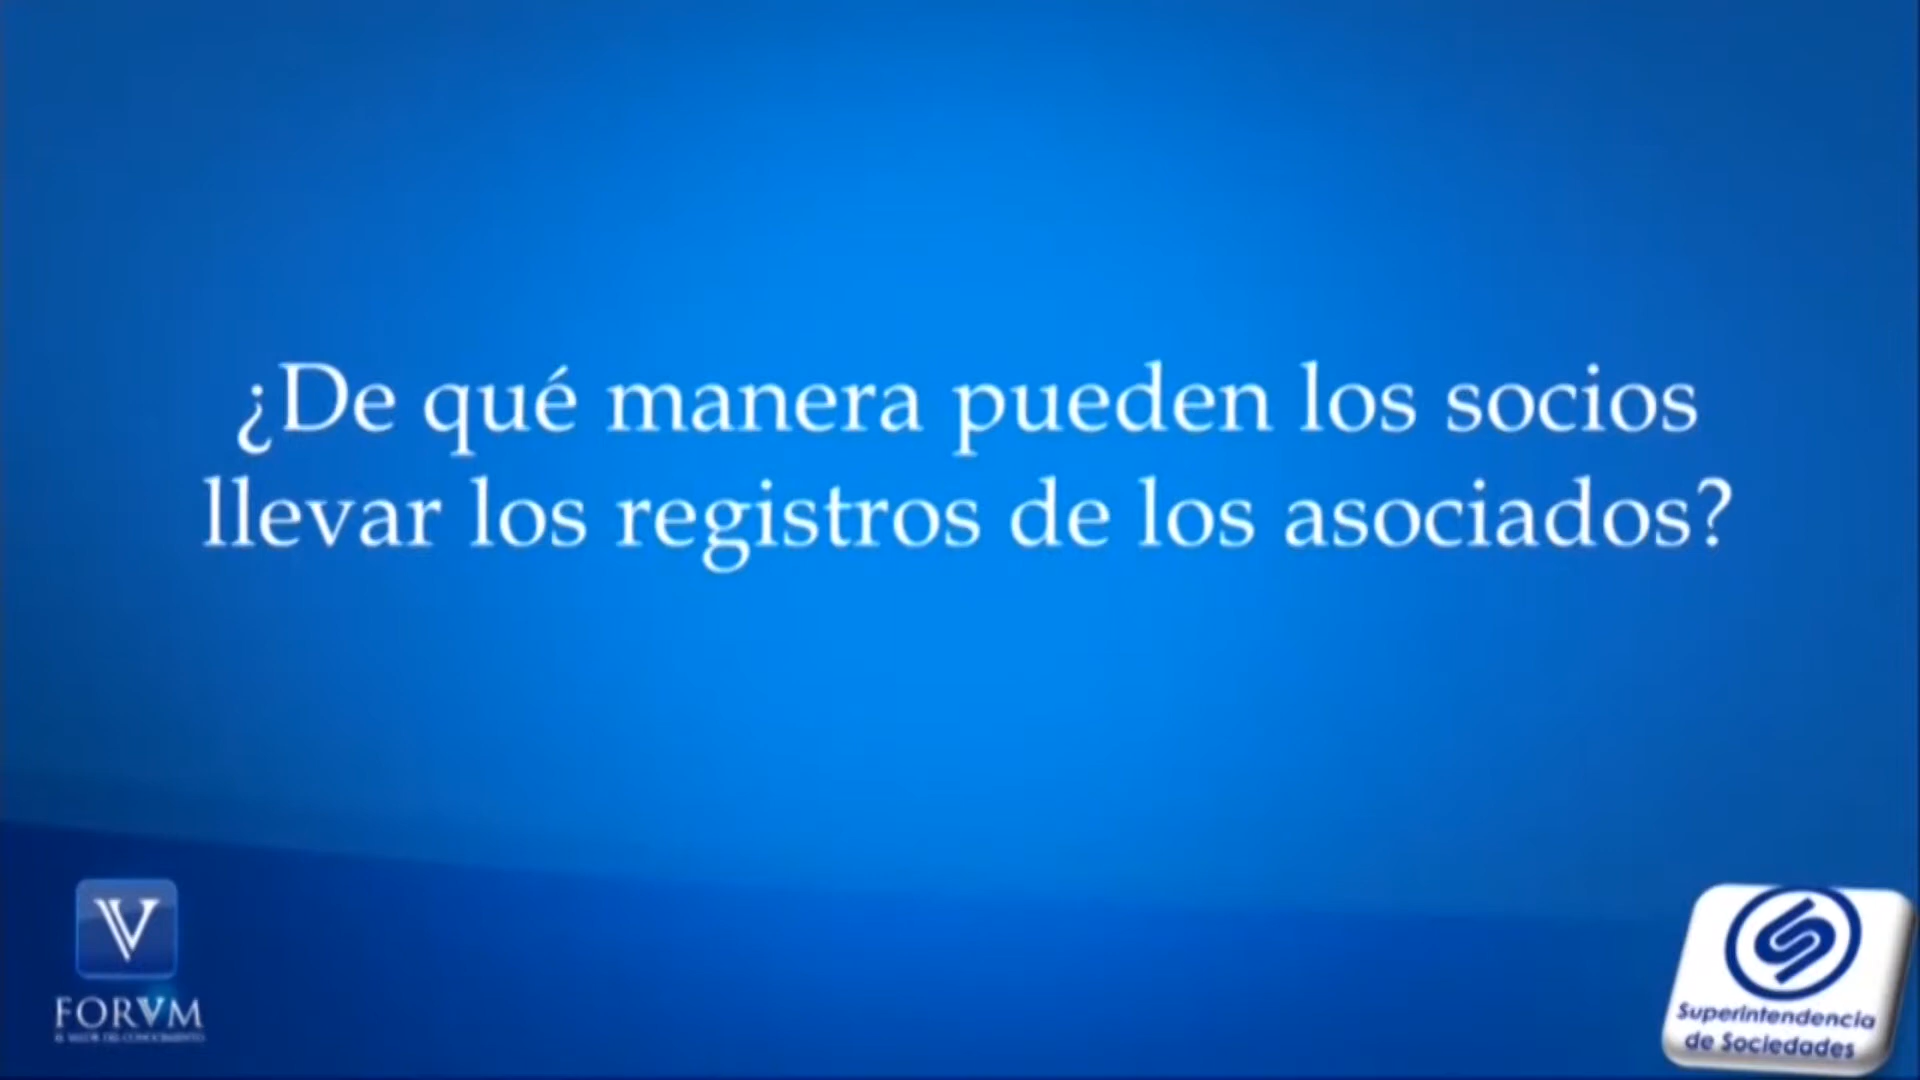 ¿De qué manera pueden los socios
llevar los registros de los asociados?
V
FORVM
Superintendencia
de Sociedades